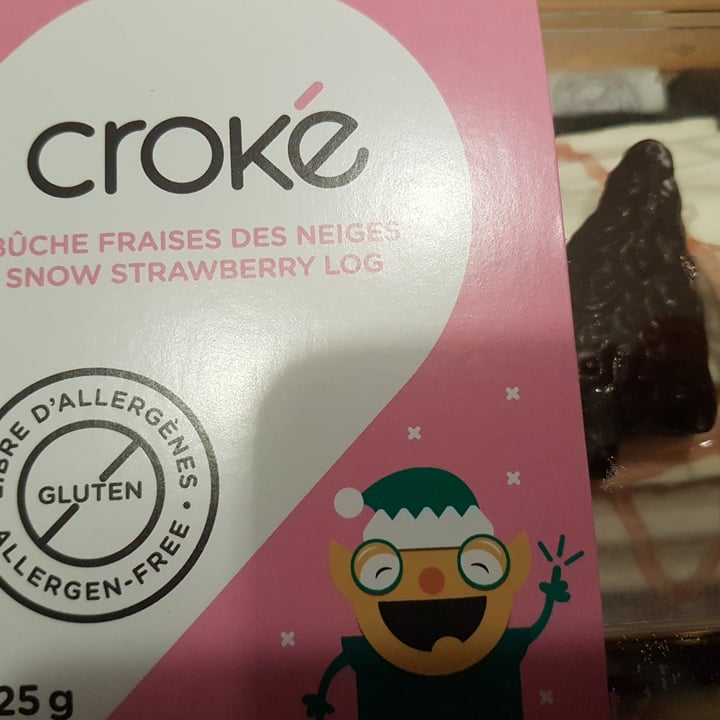 croké
BÛCHE FRAISES DES NEIGES
SNOW STRAWBERRY LOG
LIBRE D'ALLERGÈNES •
GLUTEN
ALLERGEN-FREE •
25 g